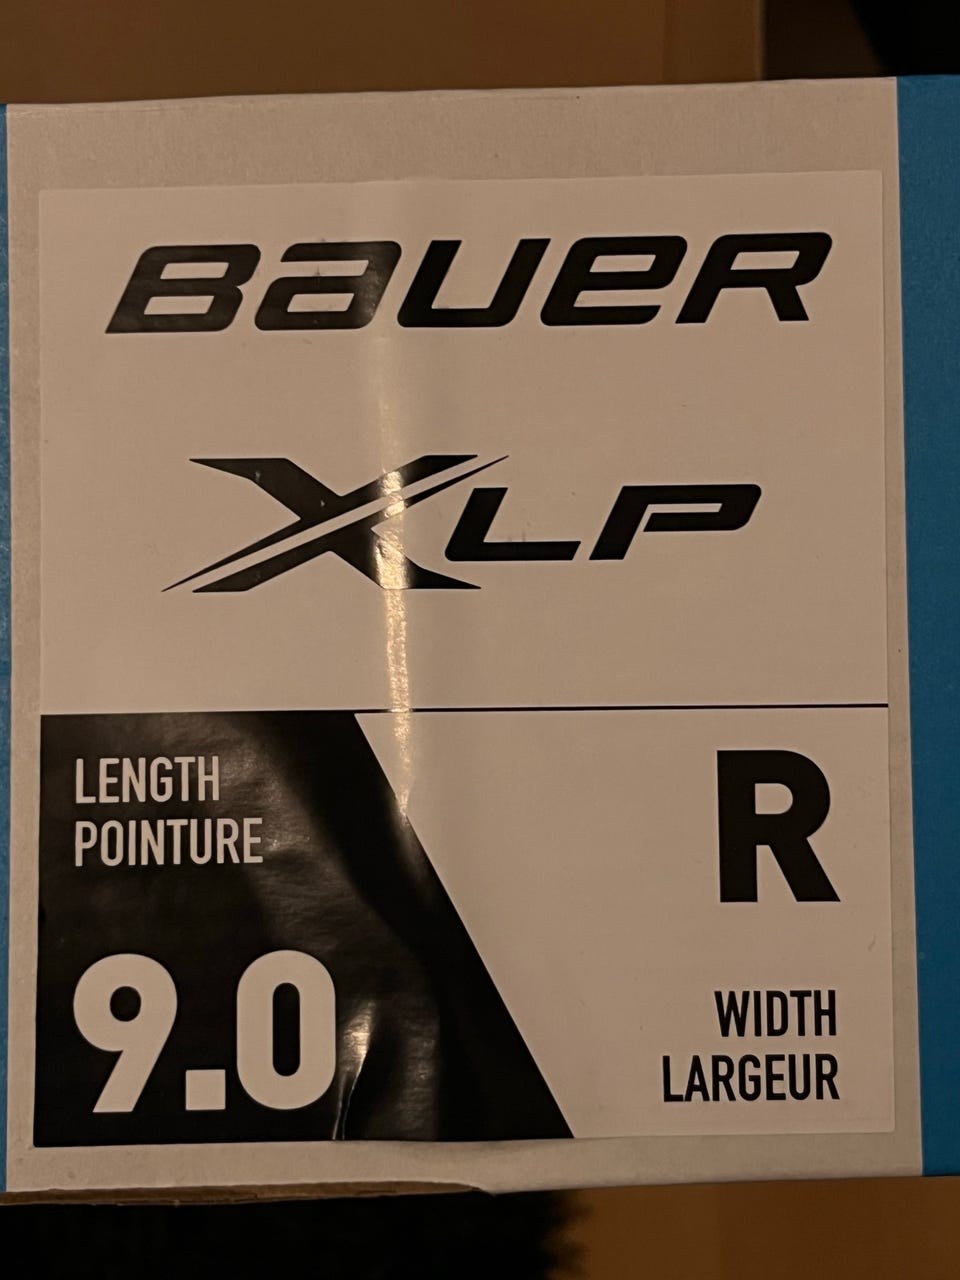 BAUER
XLP
LENGTH
POINTURE
9.0
R
WIDTH
LARGEUR